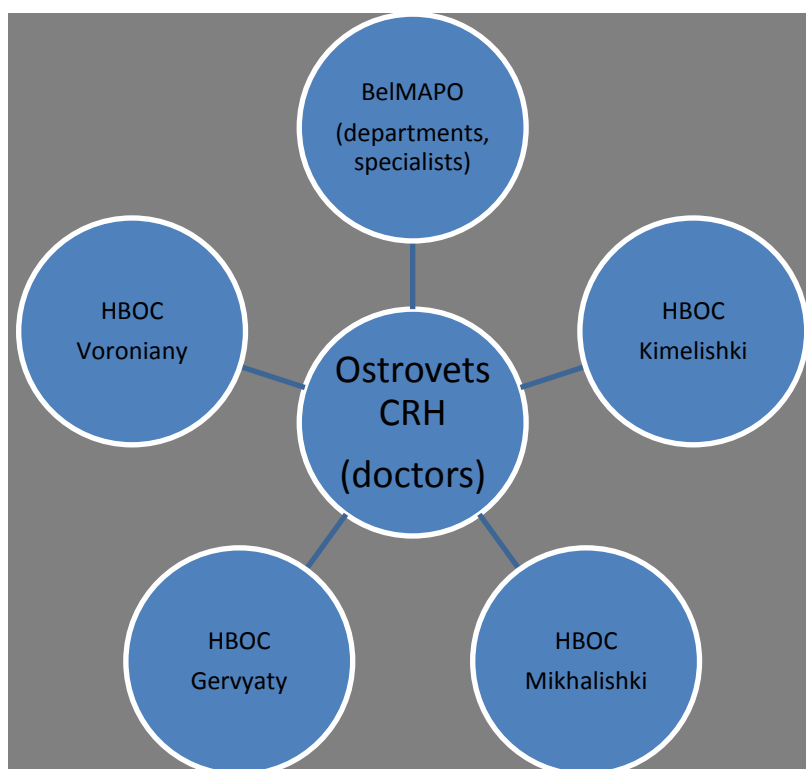 BelMAPO
(departments,
specialists)
HBOC
Voroniany
HBOC
Kimelishki
Ostrovets
CRH
(doctors)
HBOC
Gervyaty
HBOC
Mikhalishki